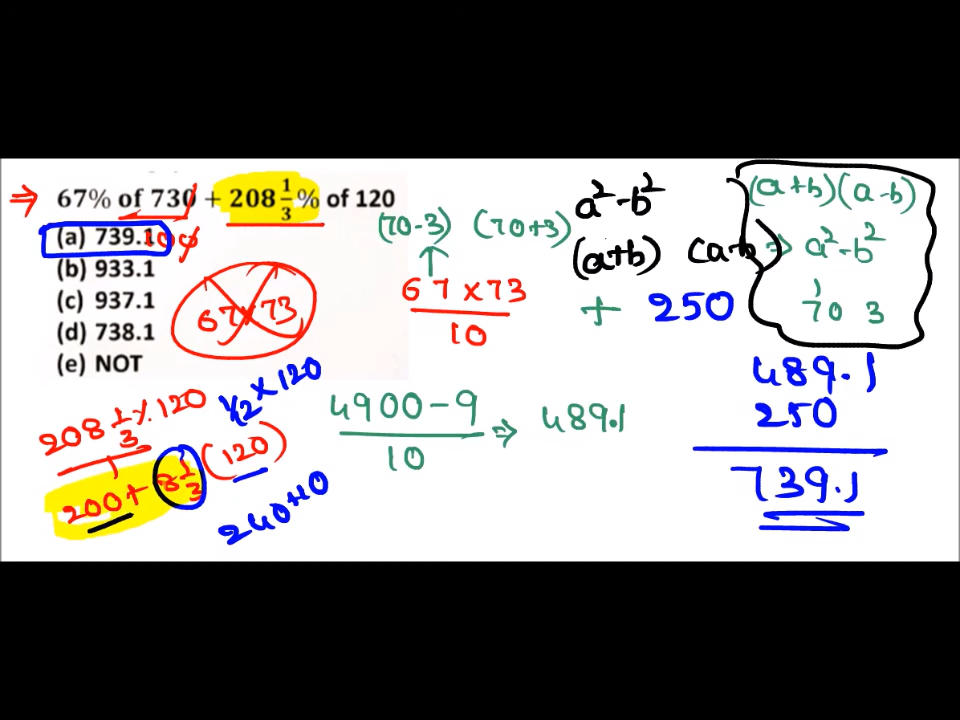 ⇒ 67% of 730 + 208 1/3 % of 120
(a) 739.1 100
(b) 933.1
(c) 937.1
(d) 738.1
(e) NOT
67 × 73
(70-3) (70+3)
67 × 73
10
a²-b²
(a+b) (a-b)
+ 250
(a+b)(a-b)
⇒ a²-b²
70 3
208 1/3 % 120
1/12 × 120
200 + 8 1/3 (120)
240+10
4900-9
10
⇒ 489.1
489.1
250
739.1